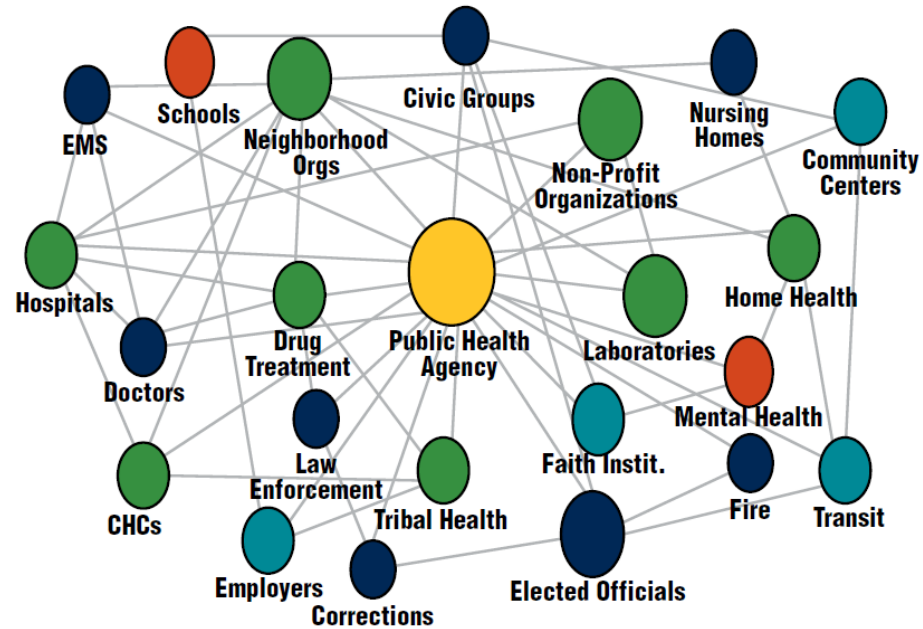 Civic Groups
Schools
EMS
Neighborhood
Orgs
Nursing
Homes
Non-Profit
Organizations
Community
Centers
Hospitals
Drug
Treatment
Public Health
Agency
Laboratories
Home Health
Doctors
Mental Health
Law
Enforcement
Faith Instit.
CHCs
Tribal Health
Fire
Transit
Employers
Corrections
Elected Officials